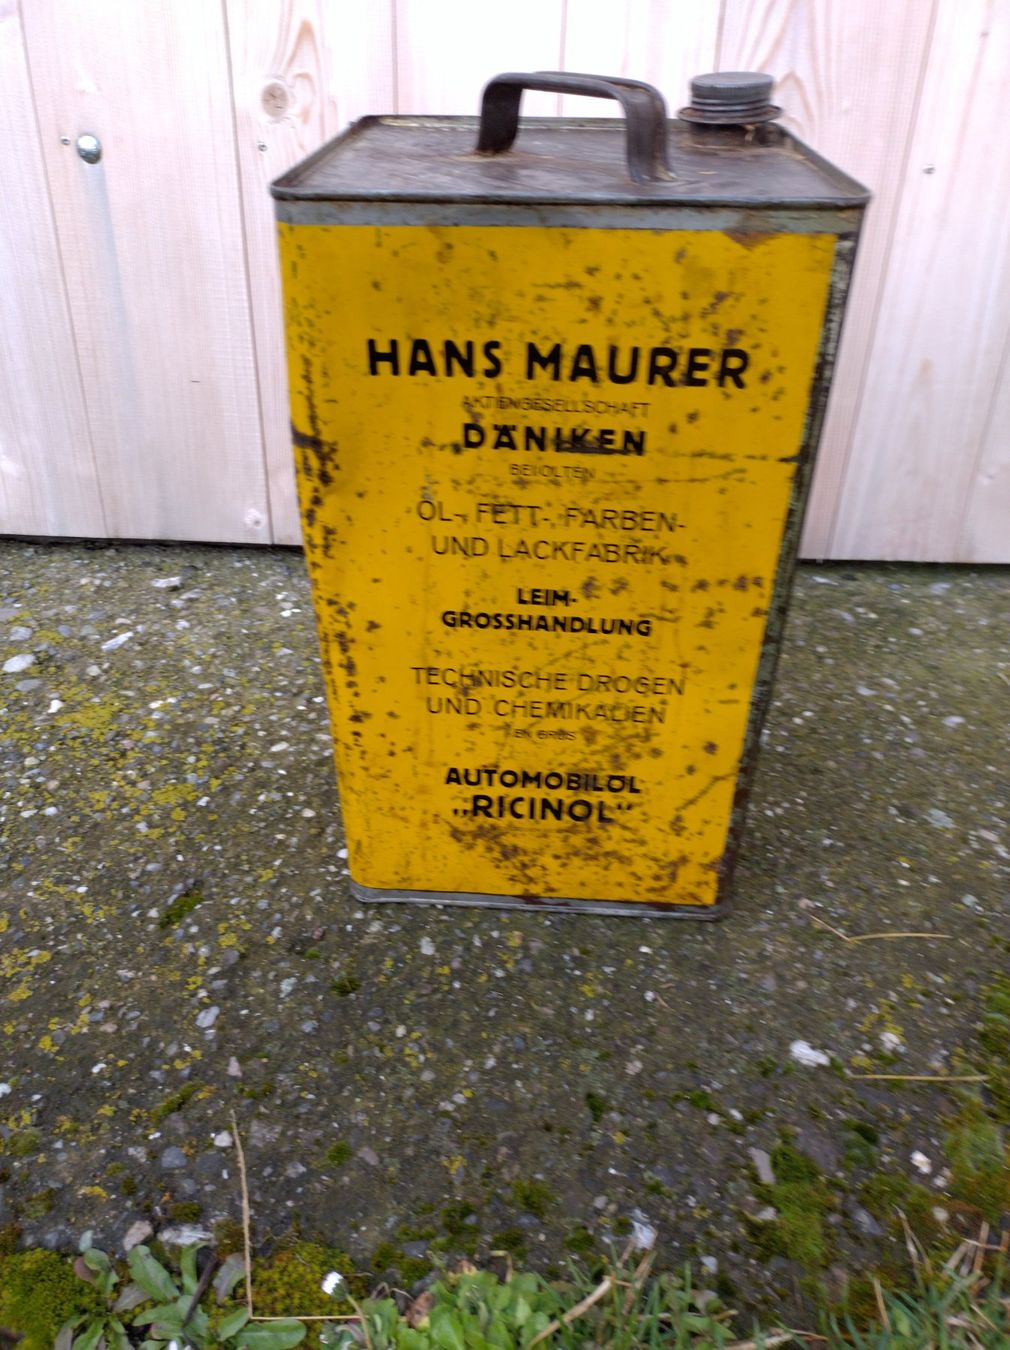 HANS MAURER
AKTIENGESELLSCHAFT
DÄNIKEN
BEI OLTEN
ÖL-, FETT-, FARBEN-
UND LACKFABRIK
LEIM-
GROSSHANDLUNG
TECHNISCHE DROGEN
UND CHEMIKALIEN
EN GROS
AUTOMOBILÖL
„RICINOL“